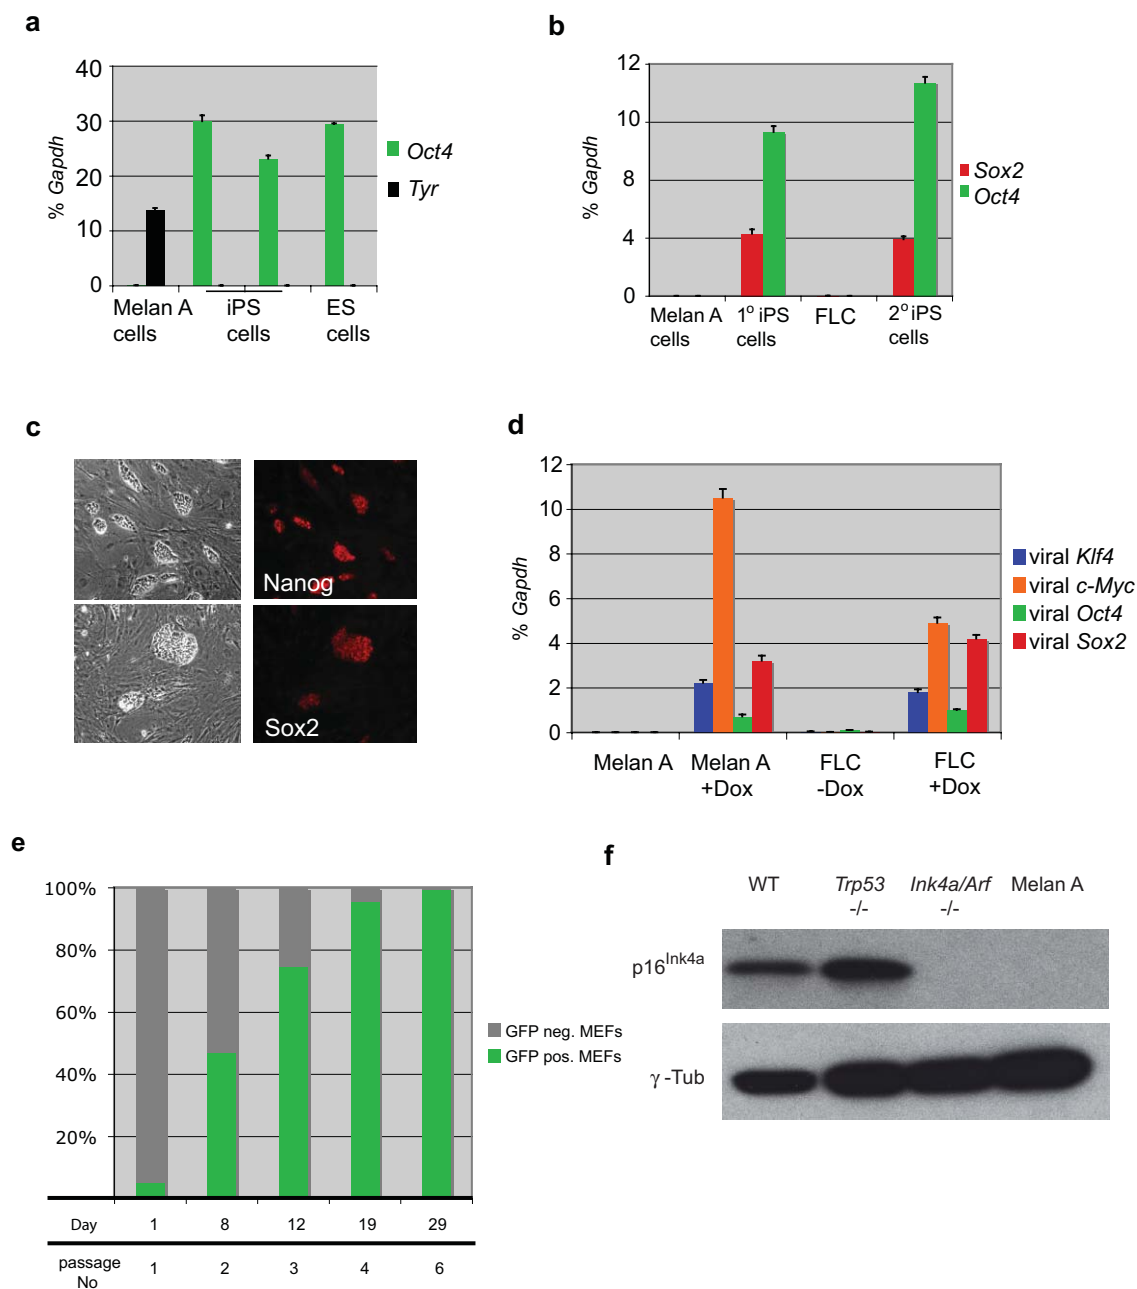 a
40
30
20
10
0
% Gapdh
Melan A
cells
iPS
cells
ES
cells
Oct4
Tyr
b
12
10
8
4
0
% Gapdh
Melan A
cells
1° iPS
cells
FLC
2° iPS
cells
Sox2
Oct4
c
Nanog
Sox2
d
12
10
8
6
4
2
0
% Gapdh
Melan A
Melan A
+Dox
FLC
-Dox
FLC
+Dox
viral Klf4
viral c-Myc
viral Oct4
viral Sox2
e
100%
80%
60%
40%
20%
Day 1 8 12 19 29
passage
No 1 2 3 4 6
GFP neg. MEFs
GFP pos. MEFs
f
WT Trp53 -/- Ink4a/Arf -/- Melan A
p16Ink4a
γ -Tub